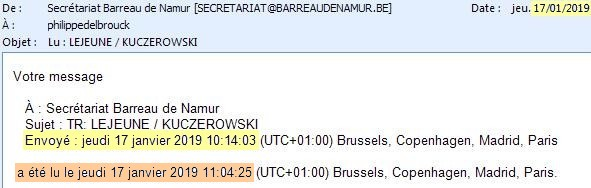 De : Secrétariat Barreau de Namur [SECRETARIAT@BARREAUDENAMUR.BE] Date : jeu. 17/01/2019
À : philippedelbrouck
Objet : Lu : LEJEUNE / KUCZEROWSKI
Votre message
À : Secrétariat Barreau de Namur
Sujet : TR: LEJEUNE / KUCZEROWSKI
Envoyé : jeudi 17 janvier 2019 10:14:03 (UTC+01:00) Brussels, Copenhagen, Madrid, Paris
a été lu le jeudi 17 janvier 2019 11:04:25 (UTC+01:00) Brussels, Copenhagen, Madrid, Paris.